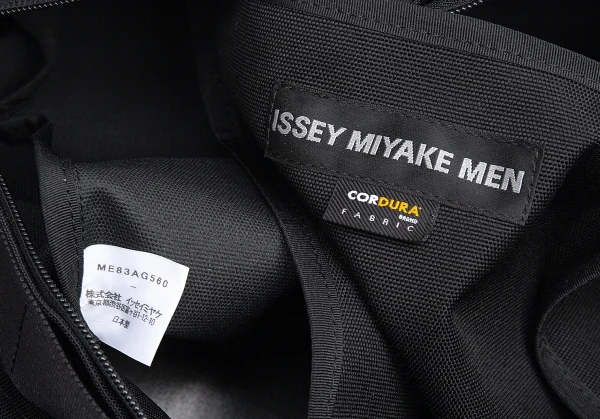 ISSEY MIYAKE MEN
CORDURA®
BRAND
FABRIC
ME83AG560
-
株式会社 イッセイミヤケ
日本製